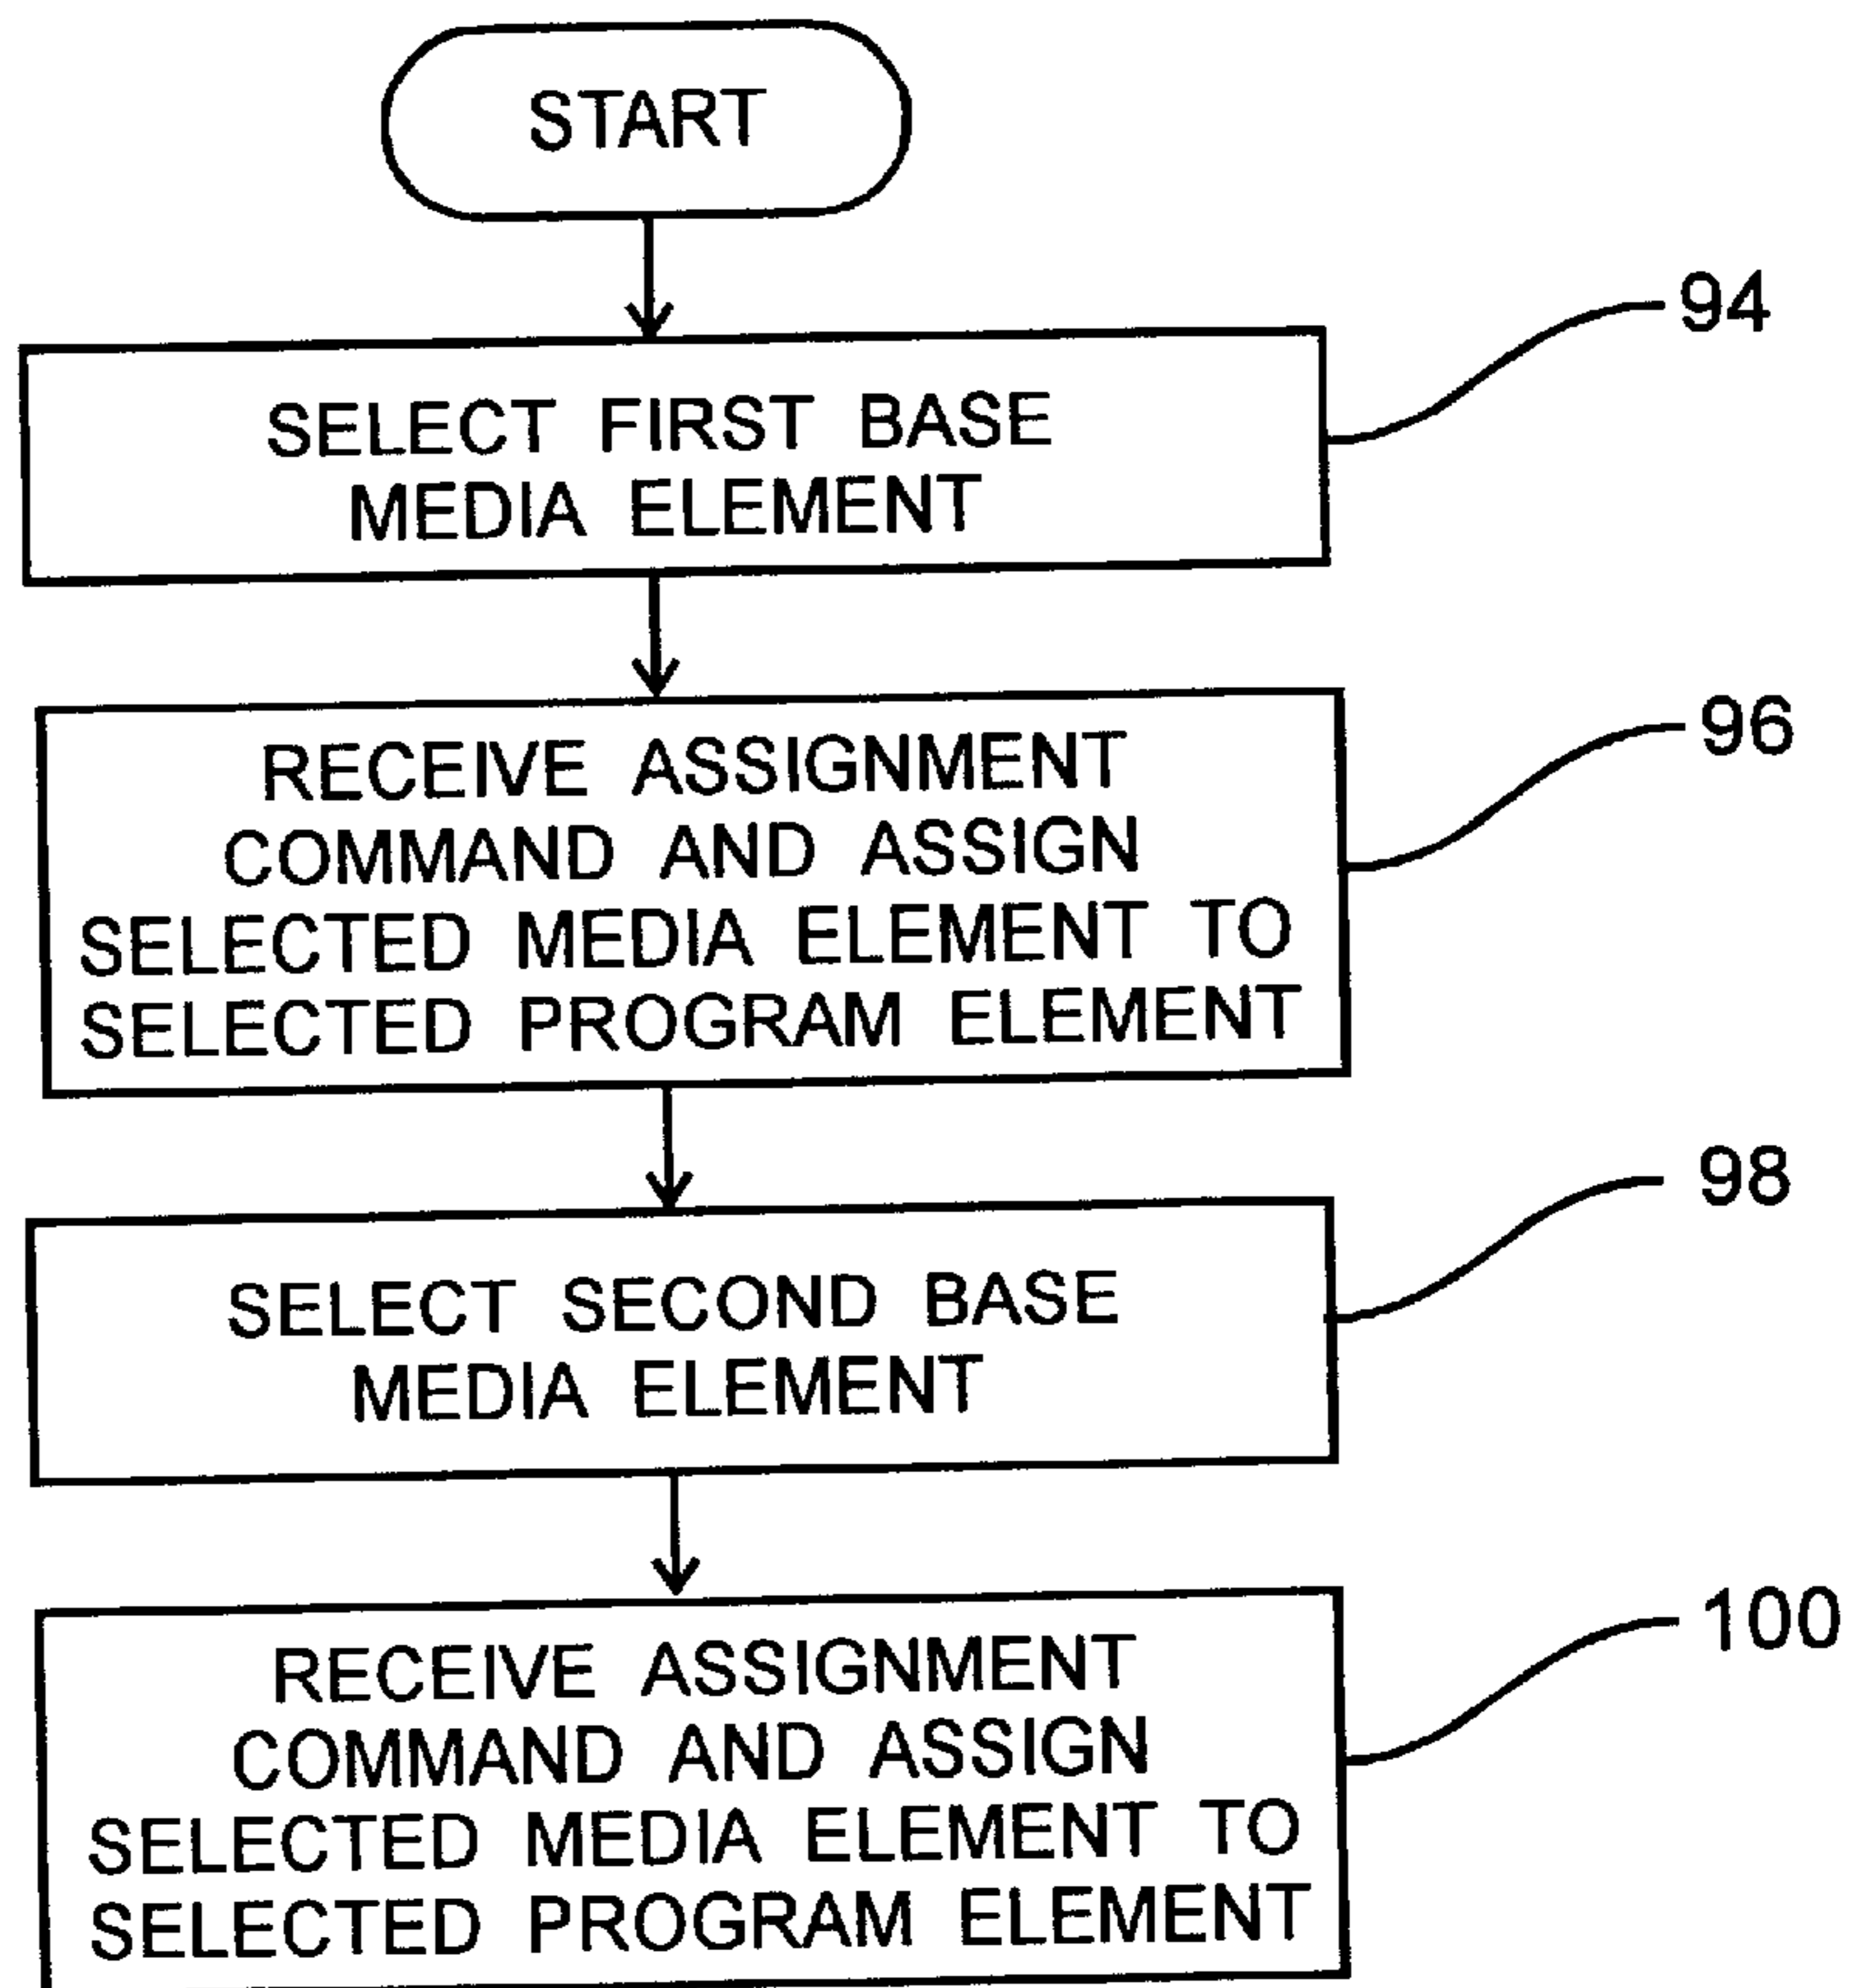 START
94
SELECT FIRST BASE
MEDIA ELEMENT
96
RECEIVE ASSIGNMENT
COMMAND AND ASSIGN
SELECTED MEDIA ELEMENT TO
SELECTED PROGRAM ELEMENT
98
SELECT SECOND BASE
MEDIA ELEMENT
100
RECEIVE ASSIGNMENT
COMMAND AND ASSIGN
SELECTED MEDIA ELEMENT TO
SELECTED PROGRAM ELEMENT